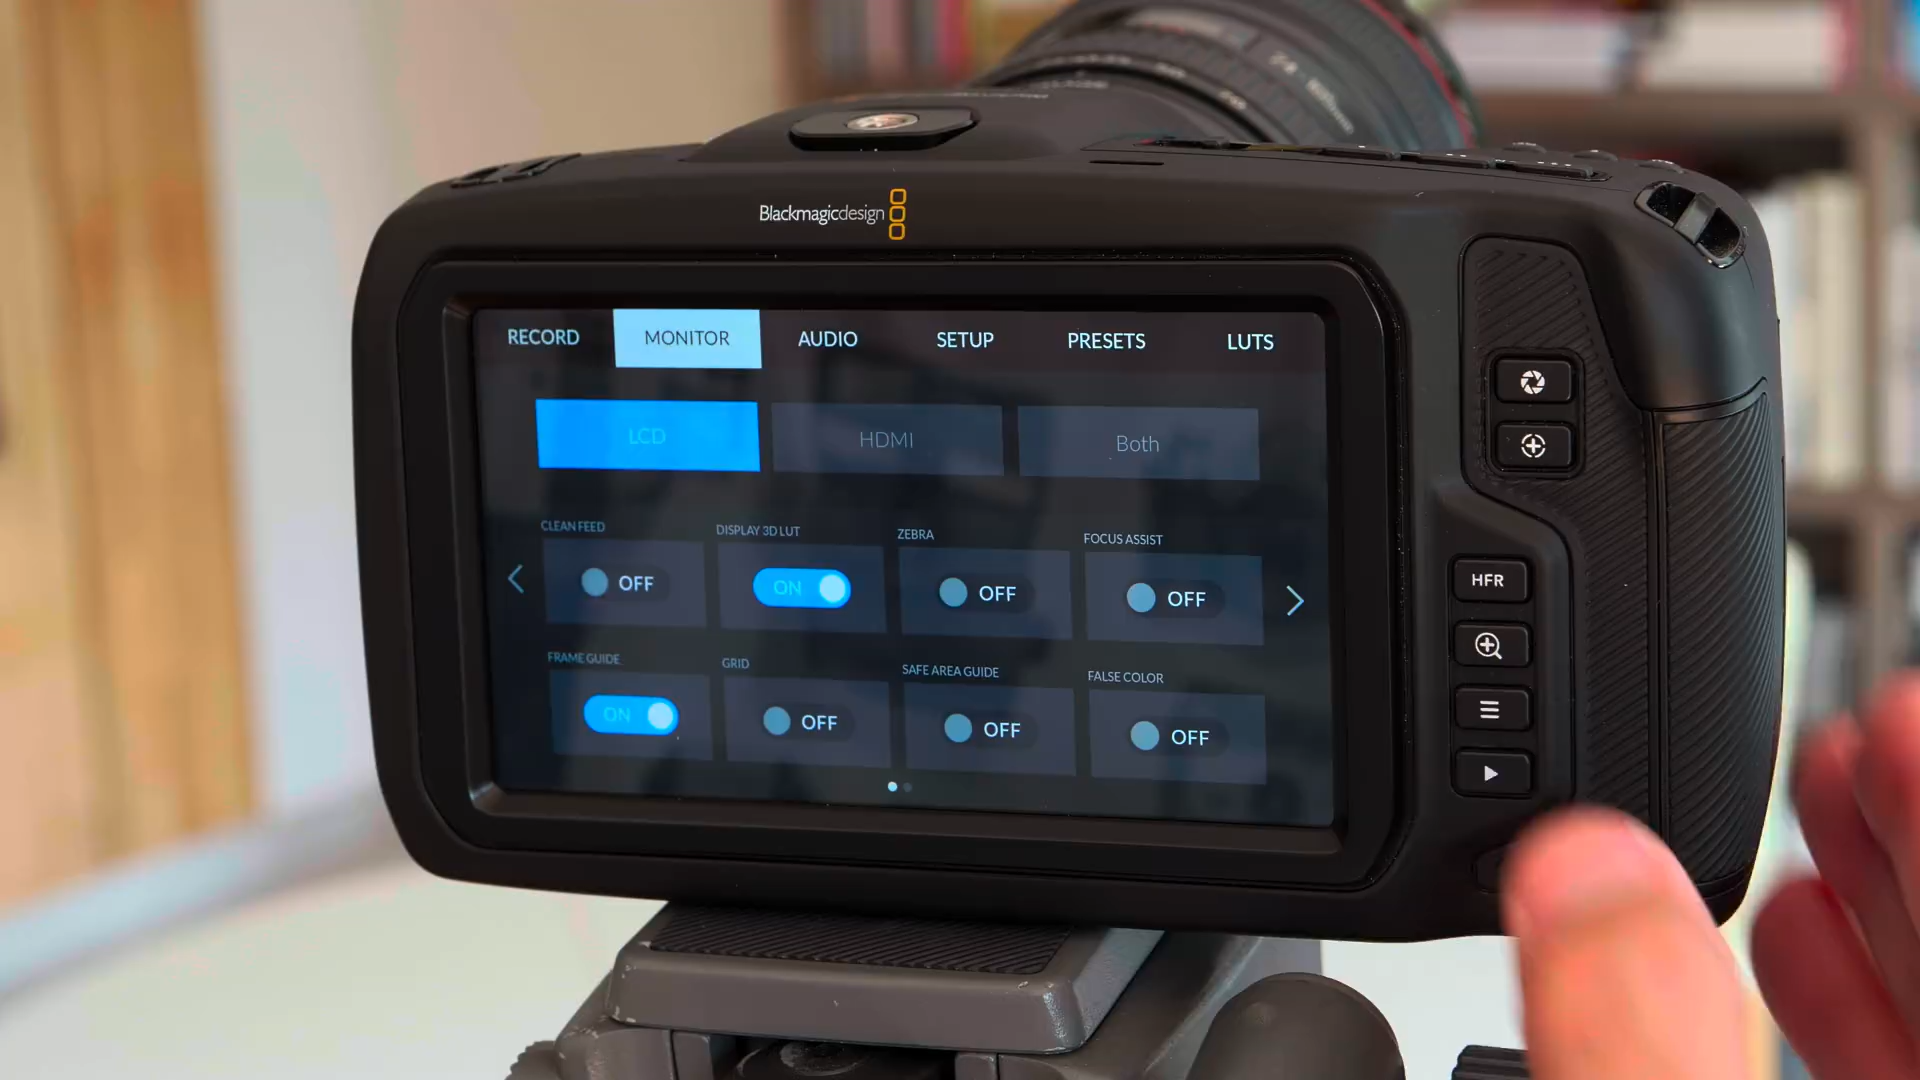 Blackmagicdesign
RECORD MONITOR AUDIO SETUP PRESETS LUTS
LCD HDMI Both
CLEAN FEED DISPLAY 3D LUT ZEBRA FOCUS ASSIST
OFF ON OFF OFF
FRAME GUIDE GRID SAFE AREA GUIDE FALSE COLOR
ON OFF OFF OFF
HFR